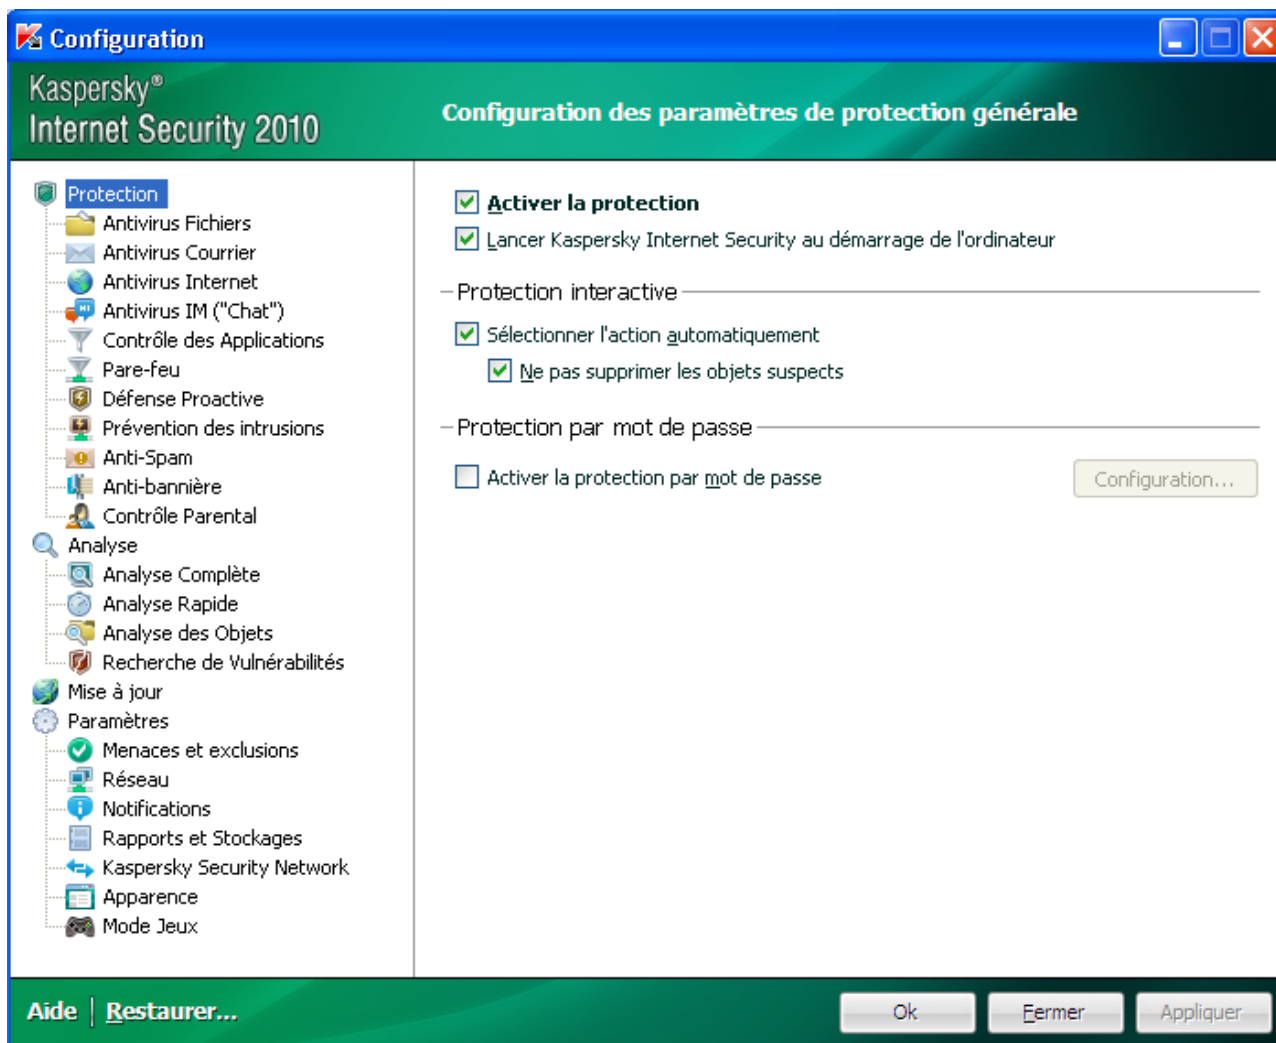 Configuration
Kaspersky®
Internet Security 2010
Configuration des paramètres de protection générale
Protection
Antivirus Fichiers
Antivirus Courrier
Antivirus Internet
Antivirus IM ("Chat")
Contrôle des Applications
Pare-feu
Défense Proactive
Prévention des intrusions
Anti-Spam
Anti-bannière
Contrôle Parental
Analyse
Analyse Complète
Analyse Rapide
Analyse des Objets
Recherche de Vulnérabilités
Mise à jour
Paramètres
Menaces et exclusions
Réseau
Notifications
Rapports et Stockages
Kaspersky Security Network
Apparence
Mode Jeux
Activer la protection
Lancer Kaspersky Internet Security au démarrage de l'ordinateur
Protection interactive
Sélectionner l'action automatiquement
Ne pas supprimer les objets suspects
Protection par mot de passe
Activer la protection par mot de passe
Configuration...
Aide | Restaurer...
Ok
Fermer
Appliquer